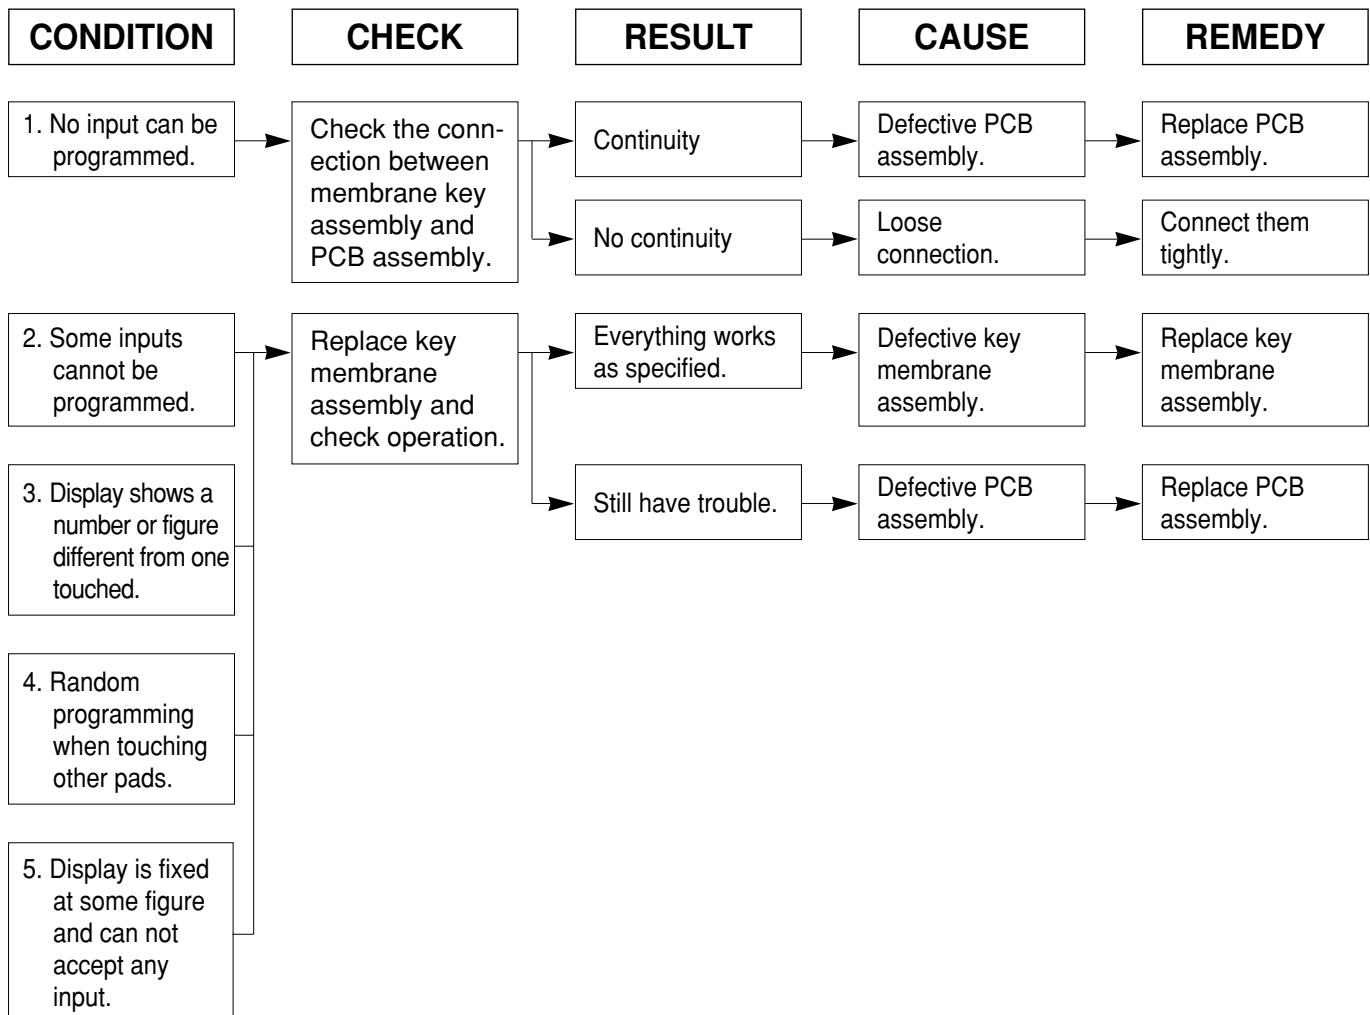 CONDITION
CHECK
RESULT
CAUSE
REMEDY
1. No input can be
programmed.
Check the conn-
ection between
membrane key
assembly and
PCB assembly.
Continuity
Defective PCB
assembly.
Replace PCB
assembly.
No continuity
Loose
connection.
Connect them
tightly.
2. Some inputs
cannot be
programmed.
Replace key
membrane
assembly and
check operation.
Everything works
as specified.
Defective key
membrane
assembly.
Replace key
membrane
assembly.
Still have trouble.
Defective PCB
assembly.
Replace PCB
assembly.
3. Display shows a
number or figure
different from one
touched.
4. Random
programming
when touching
other pads.
5. Display is fixed
at some figure
and can not
accept any
input.